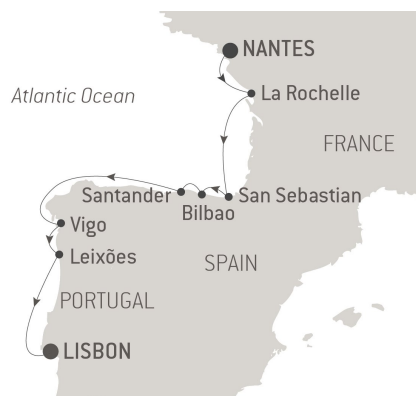 NANTES
Atlantic Ocean
La Rochelle
FRANCE
Santander
San Sebastian
Bilbao
Vigo
Leixões
SPAIN
PORTUGAL
LISBON